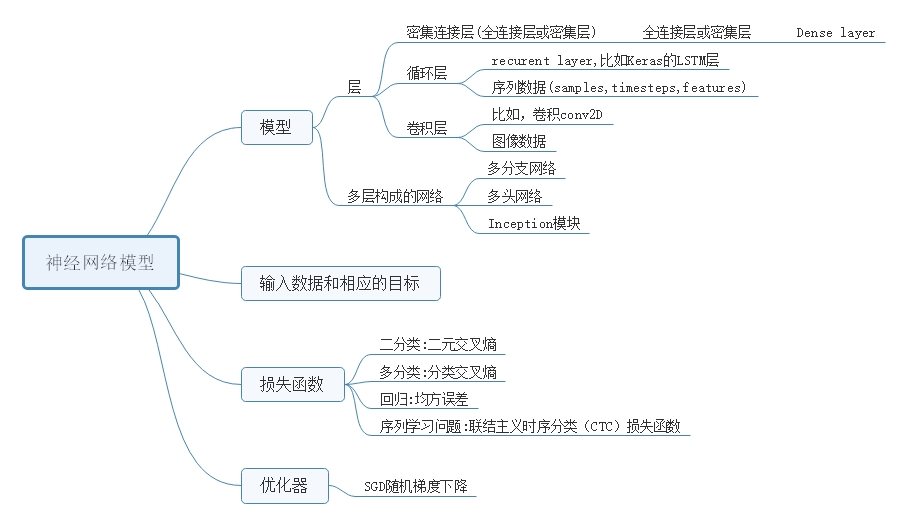 神经网络模型
模型
层
密集连接层(全连接层或密集层)
全连接层或密集层
Dense layer
循环层
recurent layer,比如Keras的LSTM层
序列数据(samples,timesteps,features)
卷积层
比如，卷积conv2D
图像数据
多层构成的网络
多分支网络
多头网络
Inception模块
输入数据和相应的目标
损失函数
二分类:二元交叉熵
多分类:分类交叉熵
回归:均方误差
序列学习问题:联结主义时序分类（CTC）损失函数
优化器
SGD随机梯度下降